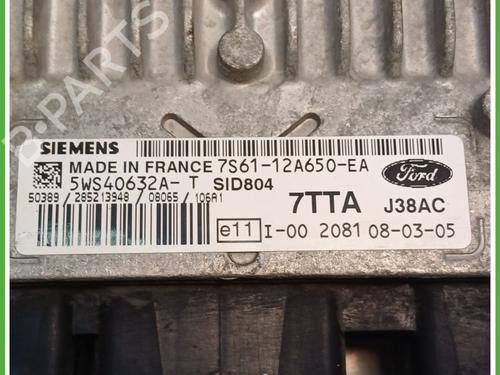 B-PARTS
SIEMENS
MADE IN FRANCE 7S61-12A650-EA
5WS40632A- T SID804
Ford
50389 / 285213948 / 08065 / 106A1
7TTA J38AC
e11 I-00 2081 08-03-05